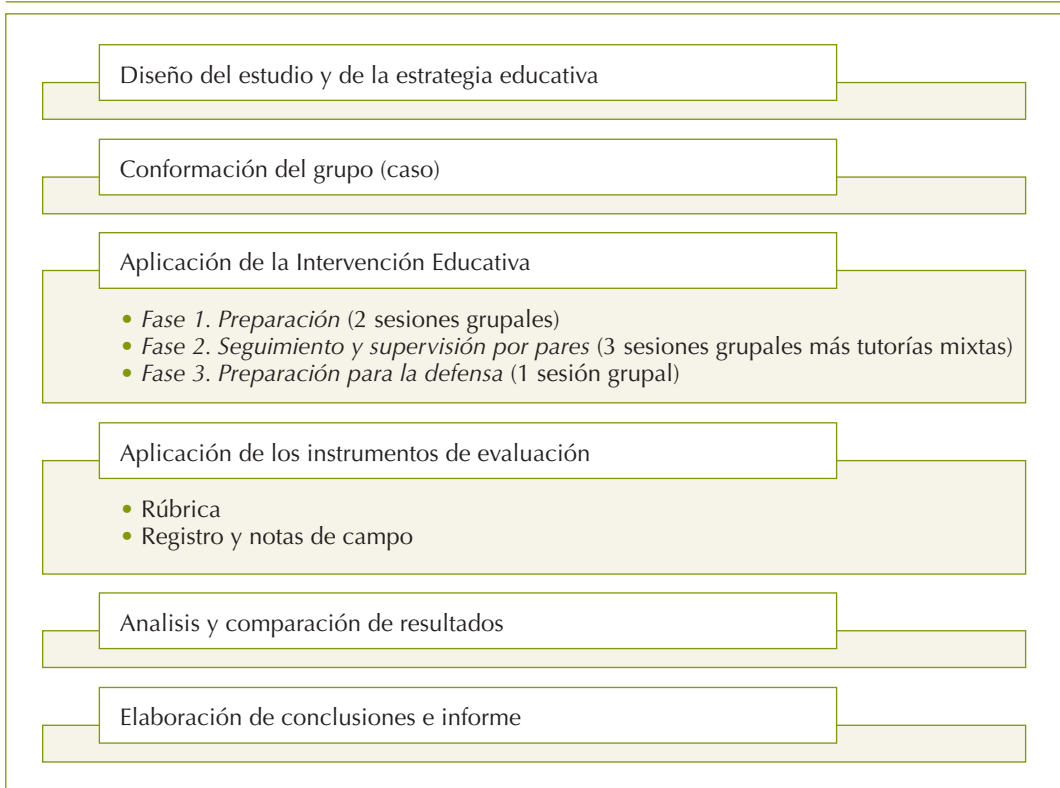 Diseño del estudio y de la estrategia educativa
Conformación del grupo (caso)
Aplicación de la Intervención Educativa
• Fase 1. Preparación (2 sesiones grupales)
• Fase 2. Seguimiento y supervisión por pares (3 sesiones grupales más tutorías mixtas)
• Fase 3. Preparación para la defensa (1 sesión grupal)
Aplicación de los instrumentos de evaluación
• Rúbrica
• Registro y notas de campo
Analisis y comparación de resultados
Elaboración de conclusiones e informe